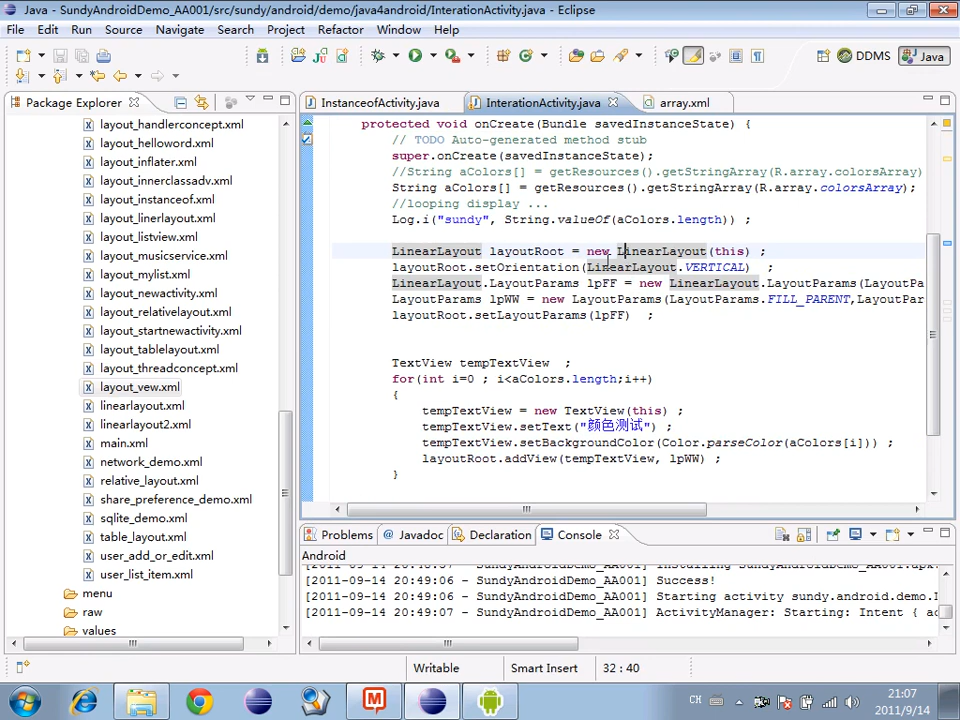 Java - SundyAndroidDemo_AA001/src/sundy/android/demo/java4android/InterationActivity.java - Eclipse
File Edit Source Navigate Search Project Refactor Window Help
DDMS Java
Package Explorer
InstanceofActivity.java InterationActivity.java array.xml
layout_handlerconcept.xml
layout_helloword.xml
layout_inflater.xml
layout_innerclassadv.xml
layout_instanceof.xml
layout_linerlayout.xml
layout_listview.xml
layout_musicservice.xml
layout_mylist.xml
layout_newactivity.xml
layout_relativelayout.xml
layout_startnewactivity.xml
layout_tablelayout.xml
layout_threadconcept.xml
layout_vew.xml
linearlayout.xml
linearlayout2.xml
main.xml
network_demo.xml
relative_layout.xml
share_preference_demo.xml
sqlite_demo.xml
table_layout.xml
user_add_or_edit.xml
user_list_item.xml
menu
raw
values
protected void onCreate(Bundle savedInstanceState) {
// TODO Auto-generated method stub
super.onCreate(savedInstanceState);
//String aColors[] = getResources().getStringArray(R.array.colorsArray)
String aColors[] = getResources().getStringArray(R.array.colorsArray);
//looping display ...
Log.i("sundy", String.valueOf(aColors.length)) ;
LinearLayout layoutRoot = new LinearLayout(this) ;
layoutRoot.setOrientation(LinearLayout.VERTICAL) ;
LinearLayout.LayoutParams lpFF = new LinearLayout.LayoutParams(LayoutPa
LayoutParams lpWW = new LayoutParams(LayoutParams.FILL_PARENT,LayoutPar
layoutRoot.setLayoutParams(lpFF) ;
TextView tempTextView ;
for(int i=0 ; i<aColors.length;i++)
{
tempTextView = new TextView(this) ;
tempTextView.setText("颜色测试") ;
tempTextView.setBackgroundColor(Color.parseColor(aColors[i])) ;
layoutRoot.addView(tempTextView, lpWW) ;
}
Problems Javadoc Declaration Console
Android
[2011-09-14 20:49:06 - SundyAndroidDemo_AA001] Success!
[2011-09-14 20:49:06 - SundyAndroidDemo_AA001] Starting activity sundy.android.demo.
[2011-09-14 20:49:07 - SundyAndroidDemo_AA001] ActivityManager: Starting: Intent { ac
Writable Smart Insert 32 : 40
CH 21:07
2011/9/14